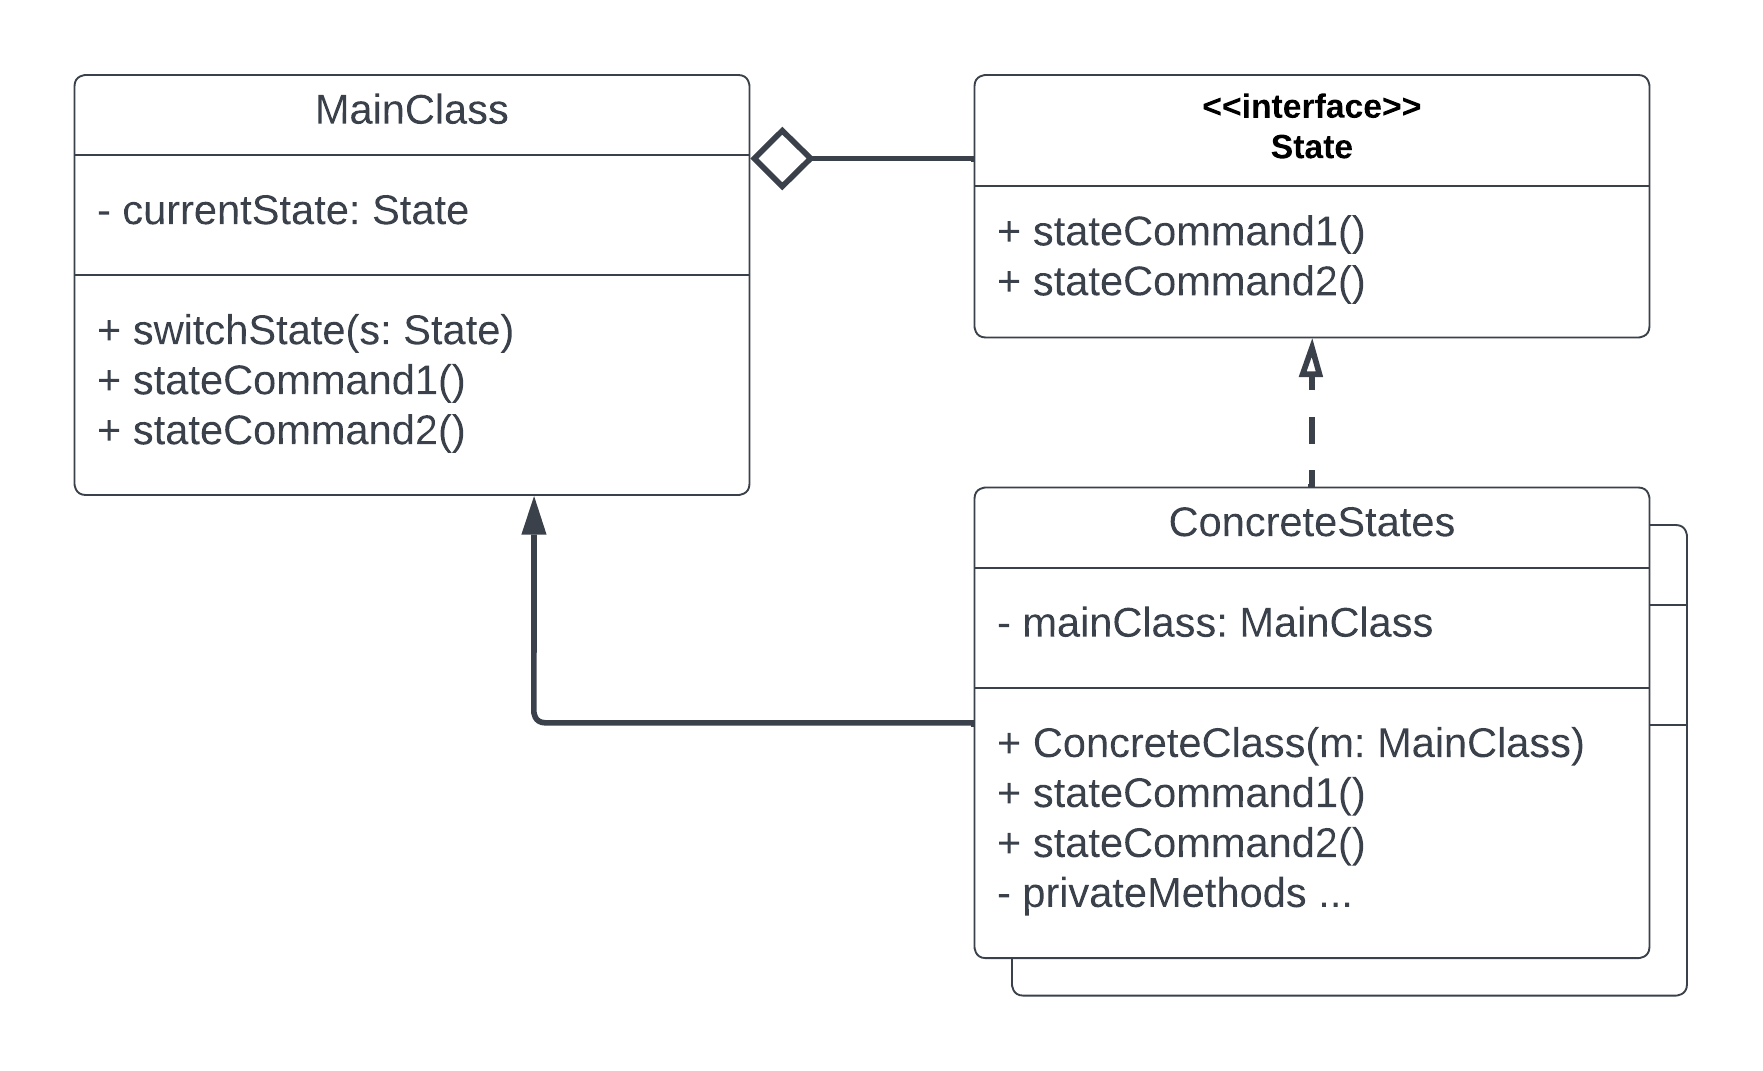 MainClass
- currentState: State
+ switchState(s: State)
+ stateCommand1()
+ stateCommand2()
<<interface>>
State
+ stateCommand1()
+ stateCommand2()
ConcreteStates
- mainClass: MainClass
+ ConcreteClass(m: MainClass)
+ stateCommand1()
+ stateCommand2()
- privateMethods ...